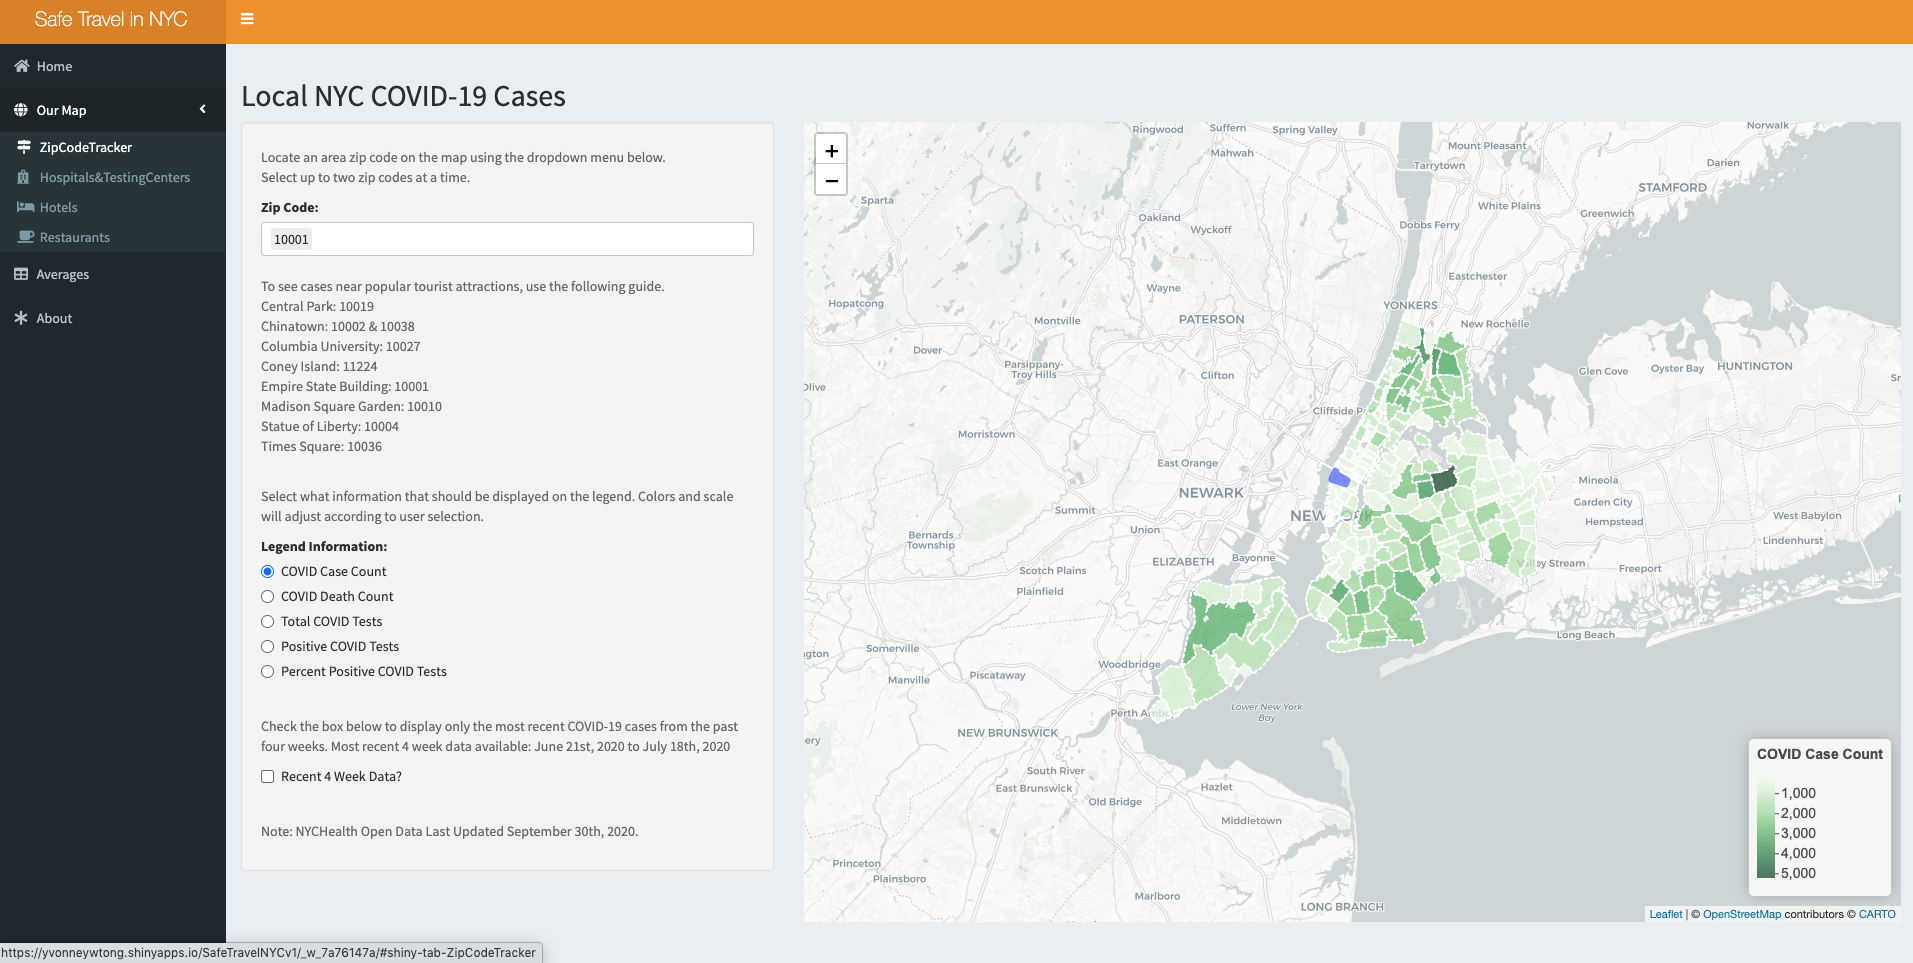 Safe Travel in NYC
Home
Our Map
ZipCodeTracker
Hospitals&TestingCenters
Hotels
Restaurants
Averages
About
Local NYC COVID-19 Cases
Locate an area zip code on the map using the dropdown menu below.
Select up to two zip codes at a time.
Zip Code:
10001
To see cases near popular tourist attractions, use the following guide.
Central Park: 10019
Chinatown: 10002 & 10038
Columbia University: 10027
Coney Island: 11224
Empire State Building: 10001
Madison Square Garden: 10010
Statue of Liberty: 10004
Times Square: 10036
Select what information that should be displayed on the legend. Colors and scale
will adjust according to user selection.
Legend Information:
COVID Case Count
COVID Death Count
Total COVID Tests
Positive COVID Tests
Percent Positive COVID Tests
Check the box below to display only the most recent COVID-19 cases from the past
four weeks. Most recent 4 week data available: June 21st, 2020 to July 18th, 2020
Recent 4 Week Data?
Note: NYCHealth Open Data Last Updated September 30th, 2020.
+
−
Ringwood
Suffern
Spring Valley
Norwalk
Mahwah
Mount Pleasant
Tarrytown
Darien
Sparta
STAMFORD
Oakland
White Plains
Greenwich
Wyckoff
Dobbs Ferry
Eastchester
Wayne
Hopatcong
YONKERS
Montville
PATERSON
New Rochelle
Dover
Parsippany-
Troy Hills
Clifton
Glen Cove
Oyster Bay
HUNTINGTON
Cliffside P
Morristown
East Orange
Mineola
NEWARK
Garden City
Summit
NEW YORK
Hempstead
West Babylon
Union
Bernards
Township
Lindenhurst
Bayonne
ELIZABETH
Valley Stream
Freeport
Scotch Plains
Plainfield
Long Beach
Somerville
Woodbridge
Piscataway
Manville
Perth Amboy
Lower New York
Bay
NEW BRUNSWICK
South River
East Brunswick
Hazlet
Old Bridge
Middletown
Princeton
Plainsboro
Marlboro
LONG BRANCH
COVID Case Count
1,000
2,000
3,000
4,000
5,000
Leaflet | © OpenStreetMap contributors © CARTO
https://yvonneywtong.shinyapps.io/SafeTravelNYCv1/_w_7a76147a/#shiny-tab-ZipCodeTracker